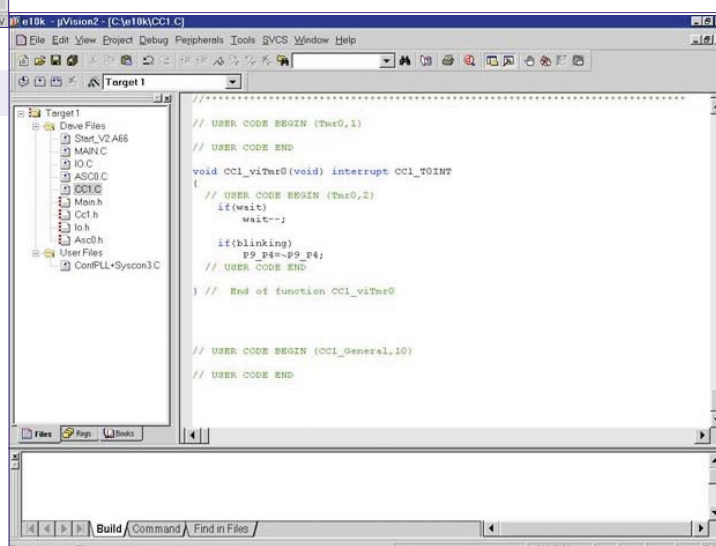 e10k - µVision2 - [C:\e10k\CC1.C]
File Edit View Project Debug Peripherals Tools SVCS Window Help
Target 1
Target 1
Dave Files
Start_V2.A66
MAIN.C
IO.C
ASC0.C
CC1.C
Main.h
Cc1.h
Io.h
Asc0.h
User Files
ConfPLL+Syscon3.C
Files Regs Books
// USER CODE BEGIN (Tmr0,1)
// USER CODE END
void CC1_viTmr0(void) interrupt CC1_T0INT
{
// USER CODE BEGIN (Tmr0,2)
if(wait)
wait--;
if(blinking)
P9_P4=~P9_P4;
// USER CODE END
} // End of function CC1_viTmr0
// USER CODE BEGIN (CC1_General,10)
// USER CODE END
Build Command Find in Files